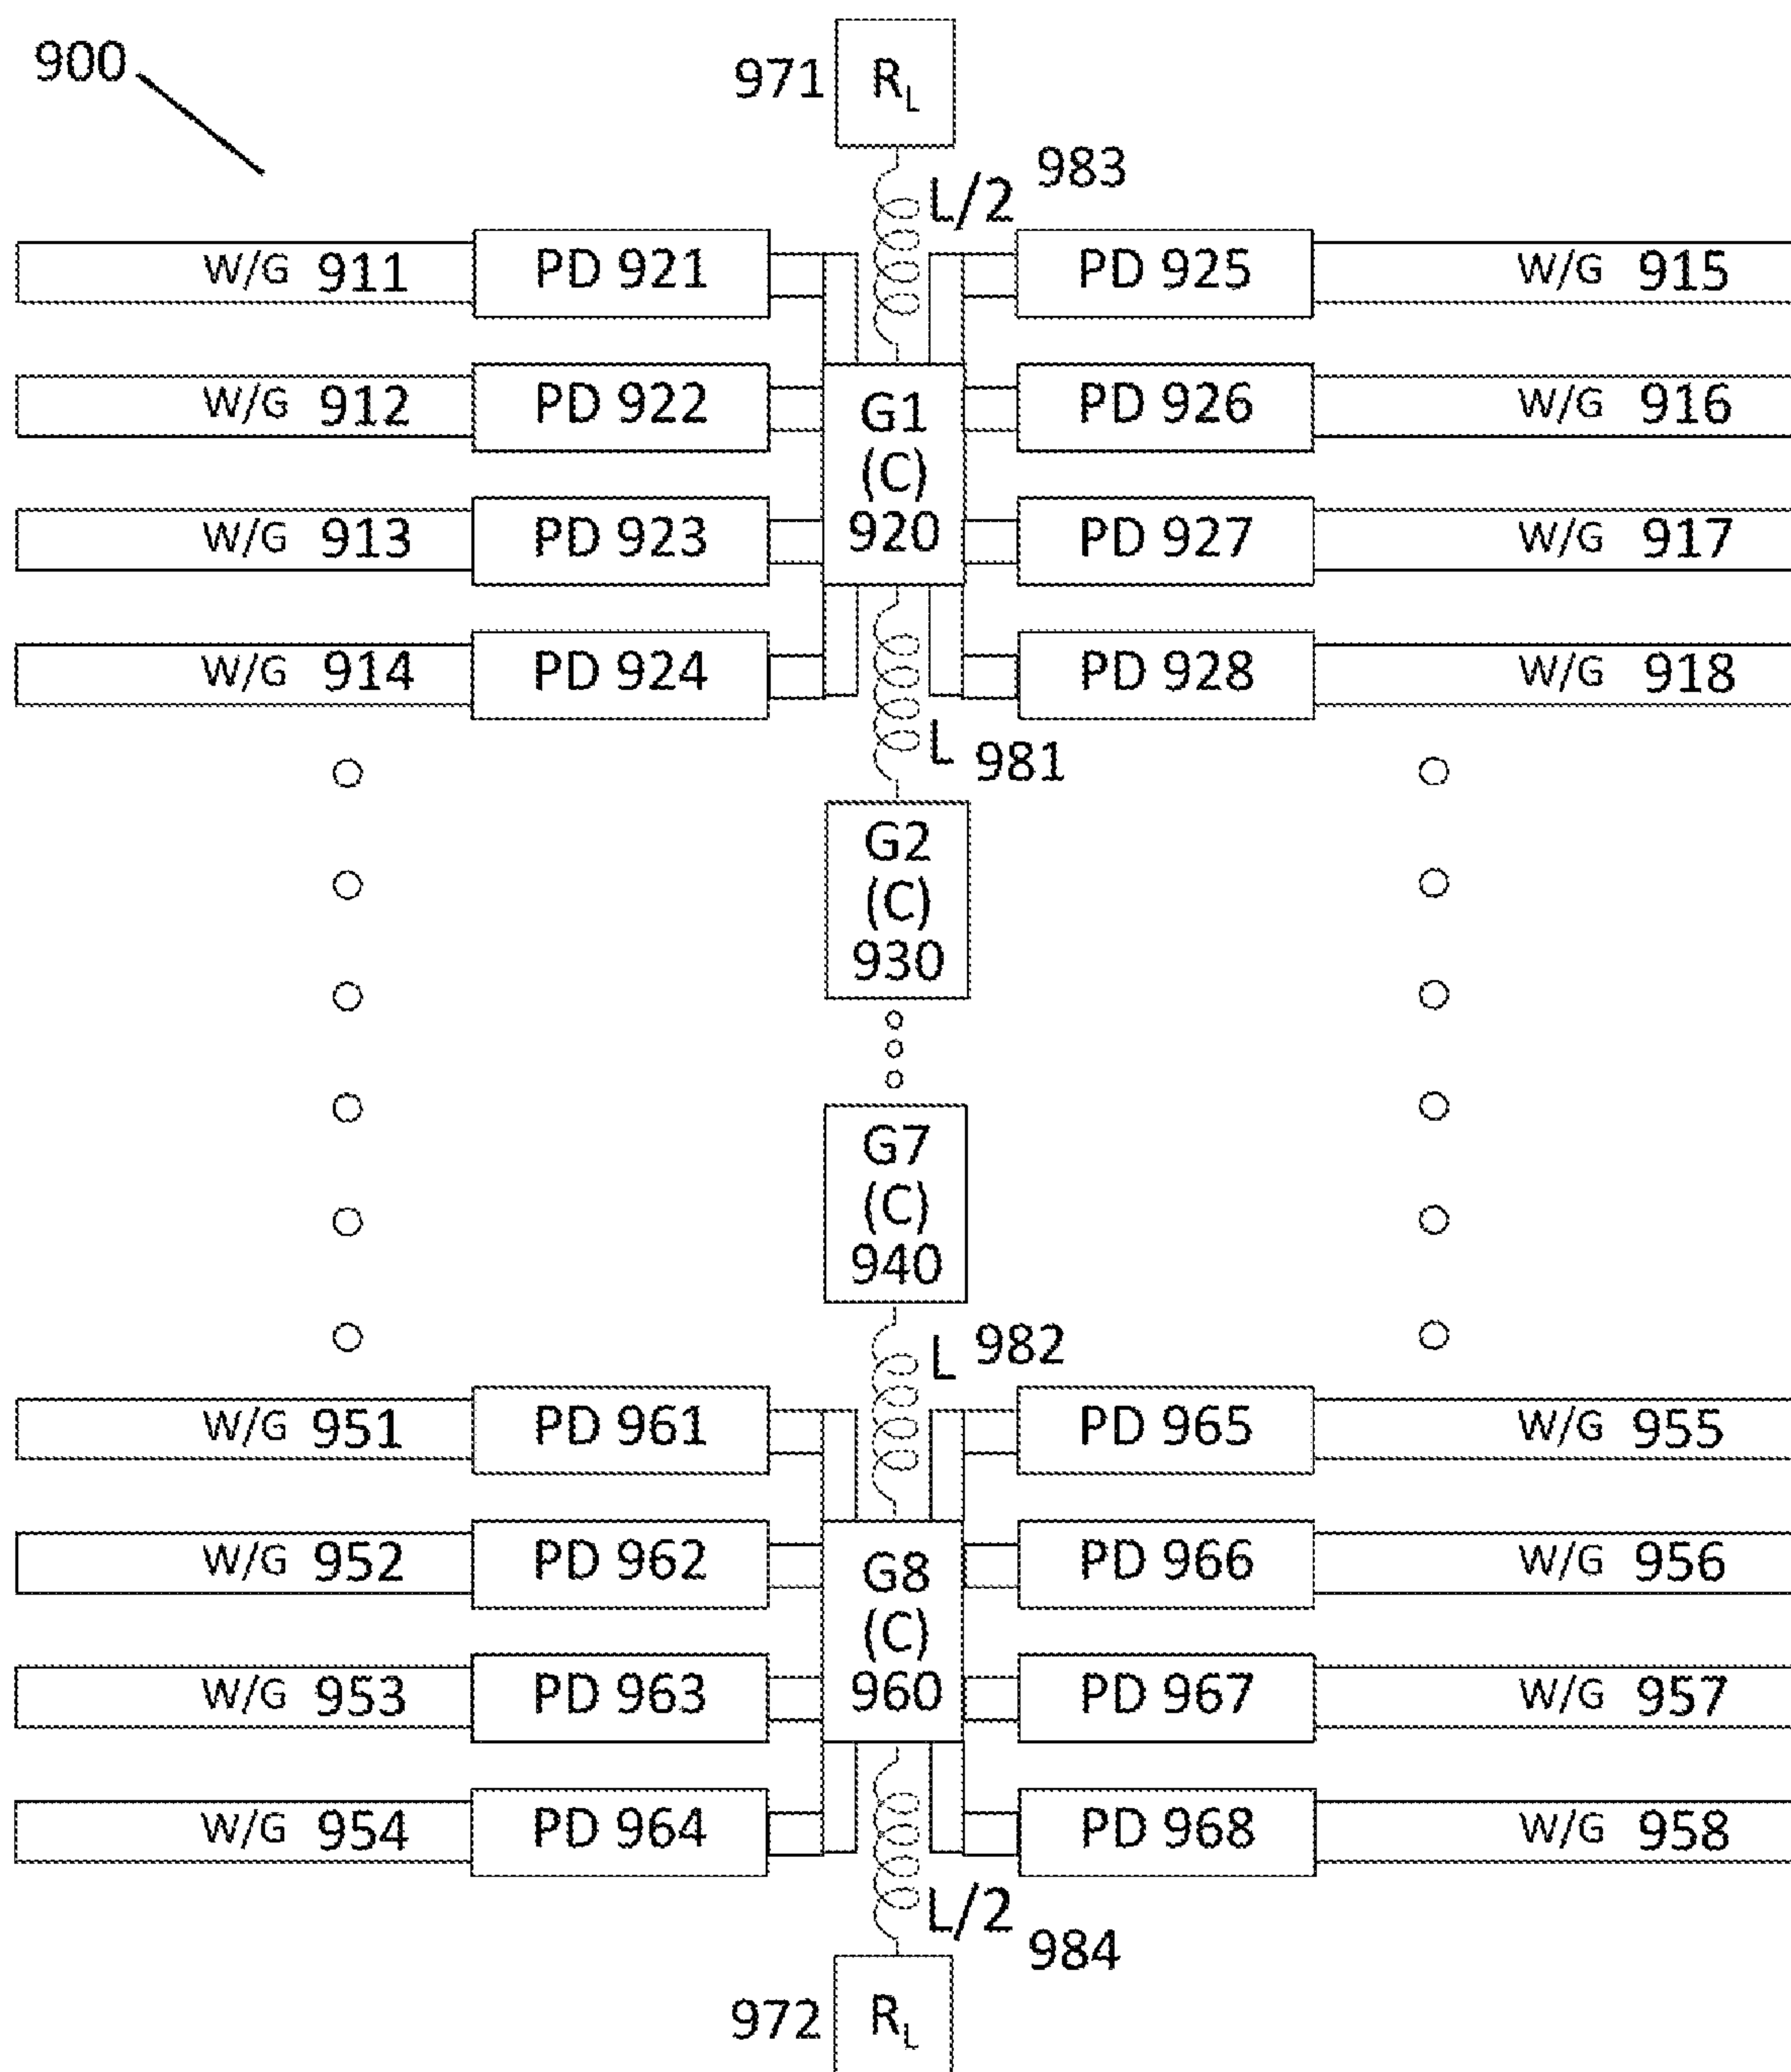 900
971 R_L
L/2 983
W/G 911 PD 921 PD 925 W/G 915
W/G 912 PD 922 G1 PD 926 W/G 916
(C)
W/G 913 PD 923 920 PD 927 W/G 917
W/G 914 PD 924 PD 928 W/G 918
L 981
G2
(C)
930
G7
(C)
940
L 982
W/G 951 PD 961 PD 965 W/G 955
W/G 952 PD 962 G8 PD 966 W/G 956
(C)
W/G 953 PD 963 960 PD 967 W/G 957
W/G 954 PD 964 PD 968 W/G 958
L/2 984
972 R_L